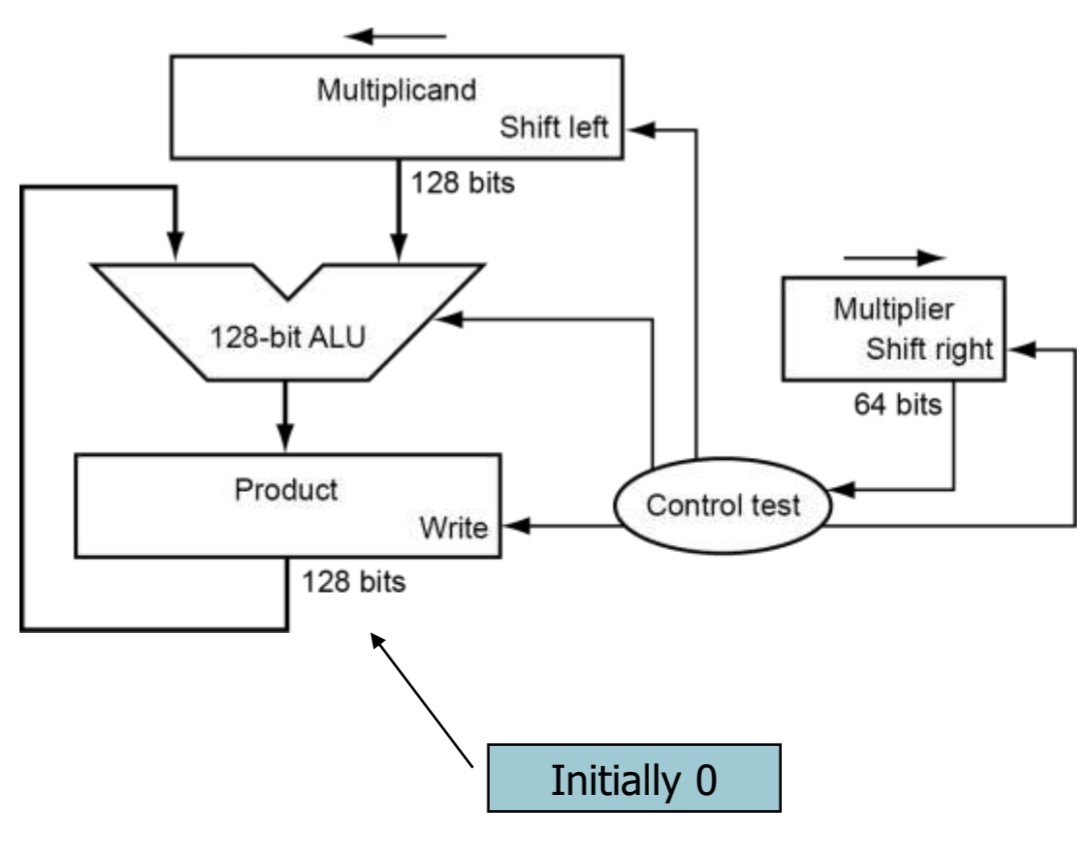 Multiplicand
Shift left
128 bits
128-bit ALU
Multiplier
Shift right
64 bits
Product
Write
Control test
128 bits
Initially 0